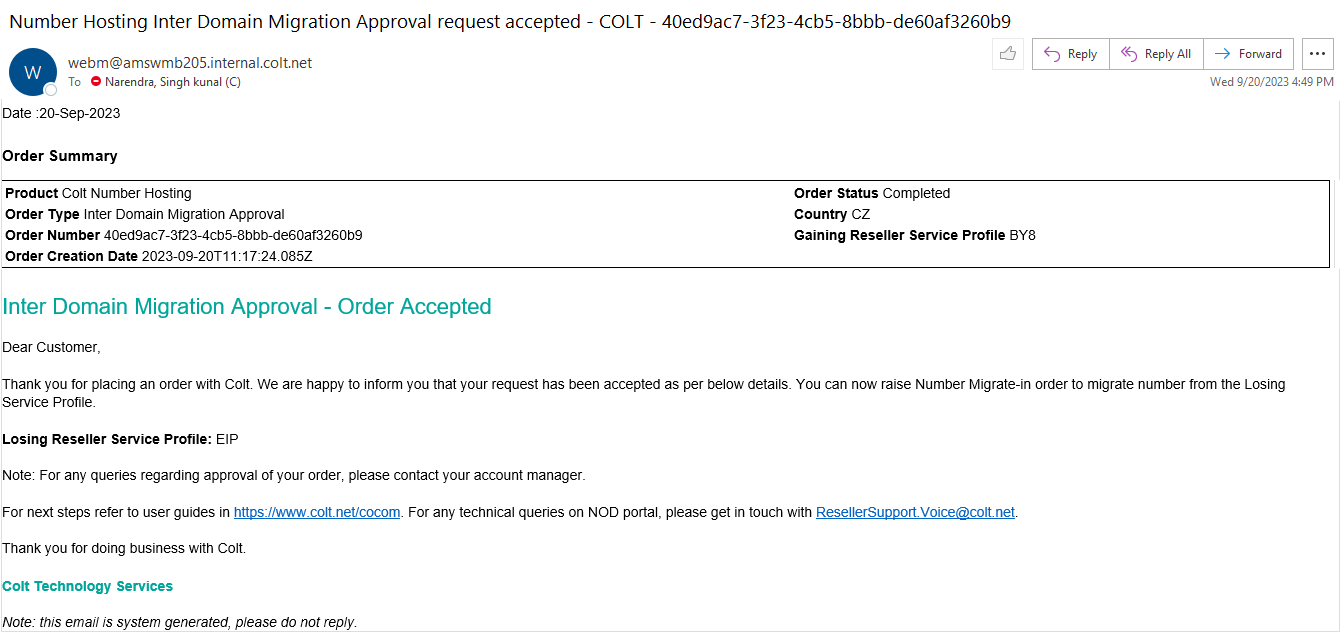 Number Hosting Inter Domain Migration Approval request accepted - COLT - 40ed9ac7-3f23-4cb5-8bbb-de60af3260b9
W
webm@amswmb205.internal.colt.net
To Narendra, Singh kunal (C)
Reply
Reply All
Forward
Wed 9/20/2023 4:49 PM
Date :20-Sep-2023
Order Summary
Product Colt Number Hosting
Order Status Completed
Order Type Inter Domain Migration Approval
Country CZ
Order Number 40ed9ac7-3f23-4cb5-8bbb-de60af3260b9
Gaining Reseller Service Profile BY8
Order Creation Date 2023-09-20T11:17:24.085Z
Inter Domain Migration Approval - Order Accepted
Dear Customer,
Thank you for placing an order with Colt. We are happy to inform you that your request has been accepted as per below details. You can now raise Number Migrate-in order to migrate number from the Losing
Service Profile.
Losing Reseller Service Profile: EIP
Note: For any queries regarding approval of your order, please contact your account manager.
For next steps refer to user guides in https://www.colt.net/cocom. For any technical queries on NOD portal, please get in touch with ResellerSupport.Voice@colt.net.
Thank you for doing business with Colt.
Colt Technology Services
Note: this email is system generated, please do not reply.